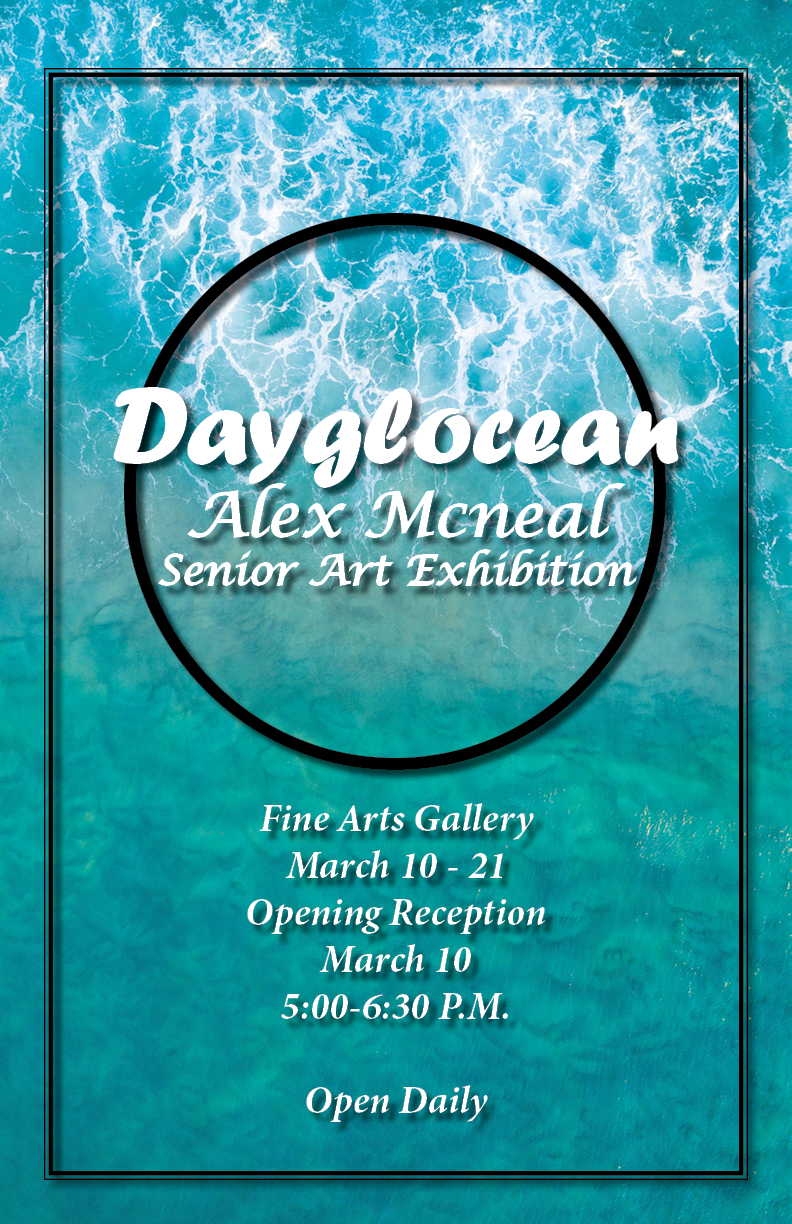 Dayglocean
Alex Mcneal
Senior Art Exhibition
Fine Arts Gallery
March 10 - 21
Opening Reception
March 10
5:00-6:30 P.M.
Open Daily